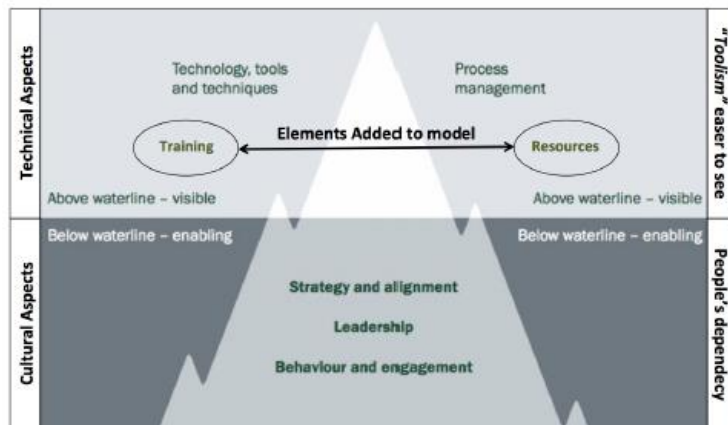 Technical Aspects
Technology, tools
and techniques
Process
management
Elements Added to model
Training
Resources
Above waterline – visible
Above waterline – visible
"Toolism" easer to see
Cultural Aspects
Below waterline – enabling
Below waterline – enabling
Strategy and alignment
Leadership
Behaviour and engagement
People's dependecy